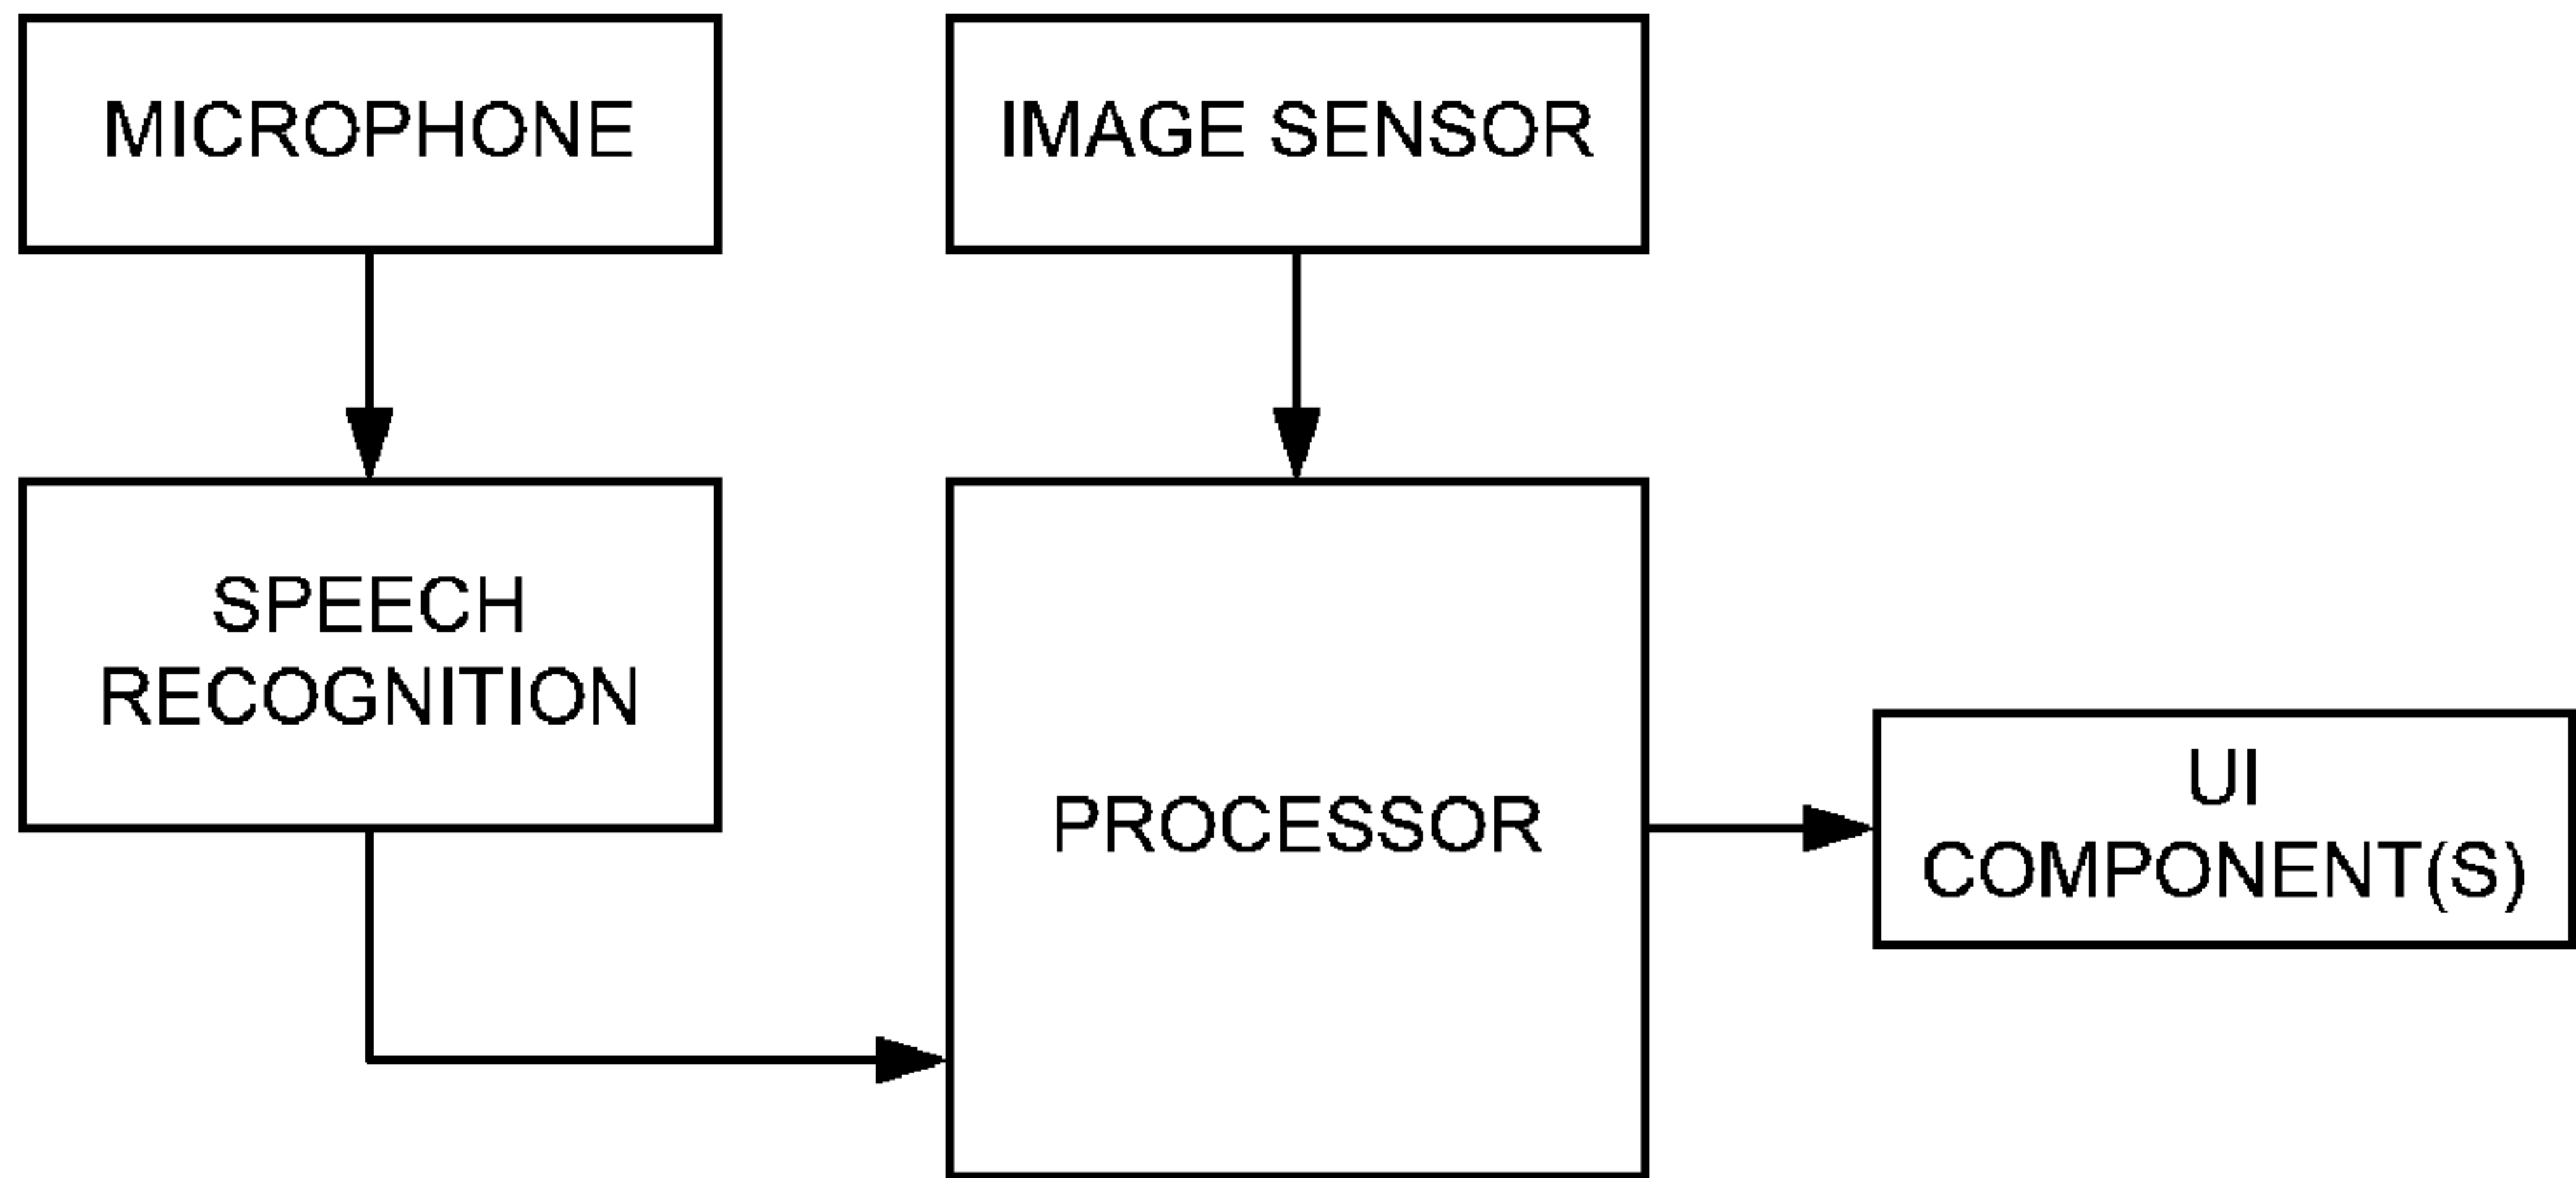 MICROPHONE
IMAGE SENSOR
SPEECH
RECOGNITION
PROCESSOR
UI
COMPONENT(S)